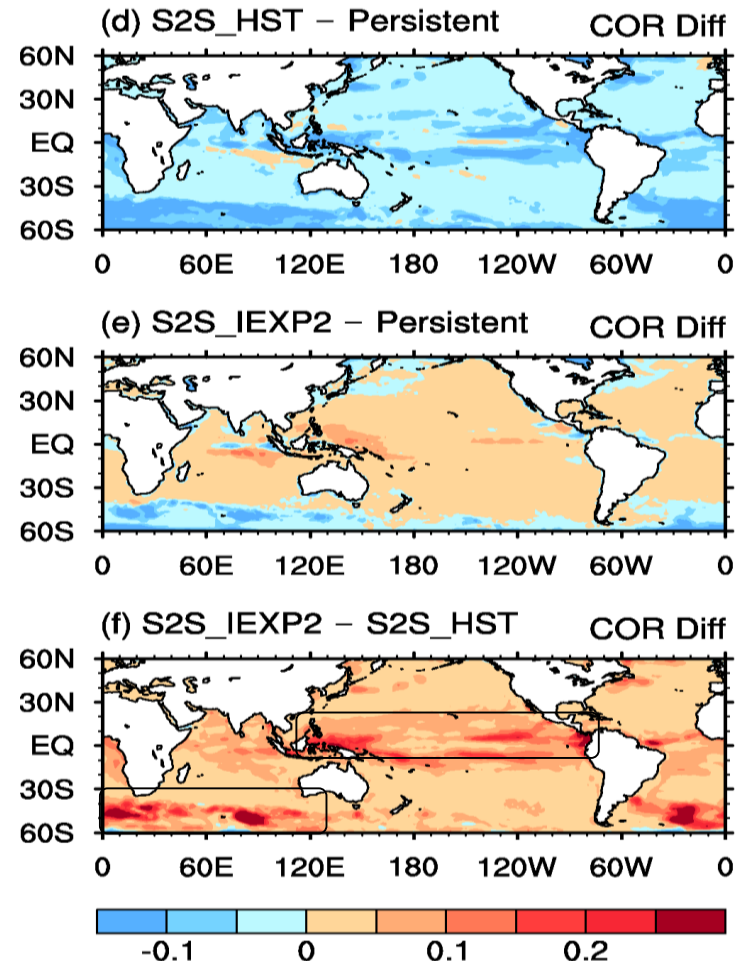 (d) S2S_HST – Persistent COR Diff
60N
30N
EQ
30S
60S
0 60E 120E 180 120W 60W 0
(e) S2S_IEXP2 – Persistent COR Diff
60N
30N
EQ
30S
60S
0 60E 120E 180 120W 60W 0
(f) S2S_IEXP2 – S2S_HST COR Diff
60N
30N
EQ
30S
60S
0 60E 120E 180 120W 60W 0
-0.1 0 0.1 0.2